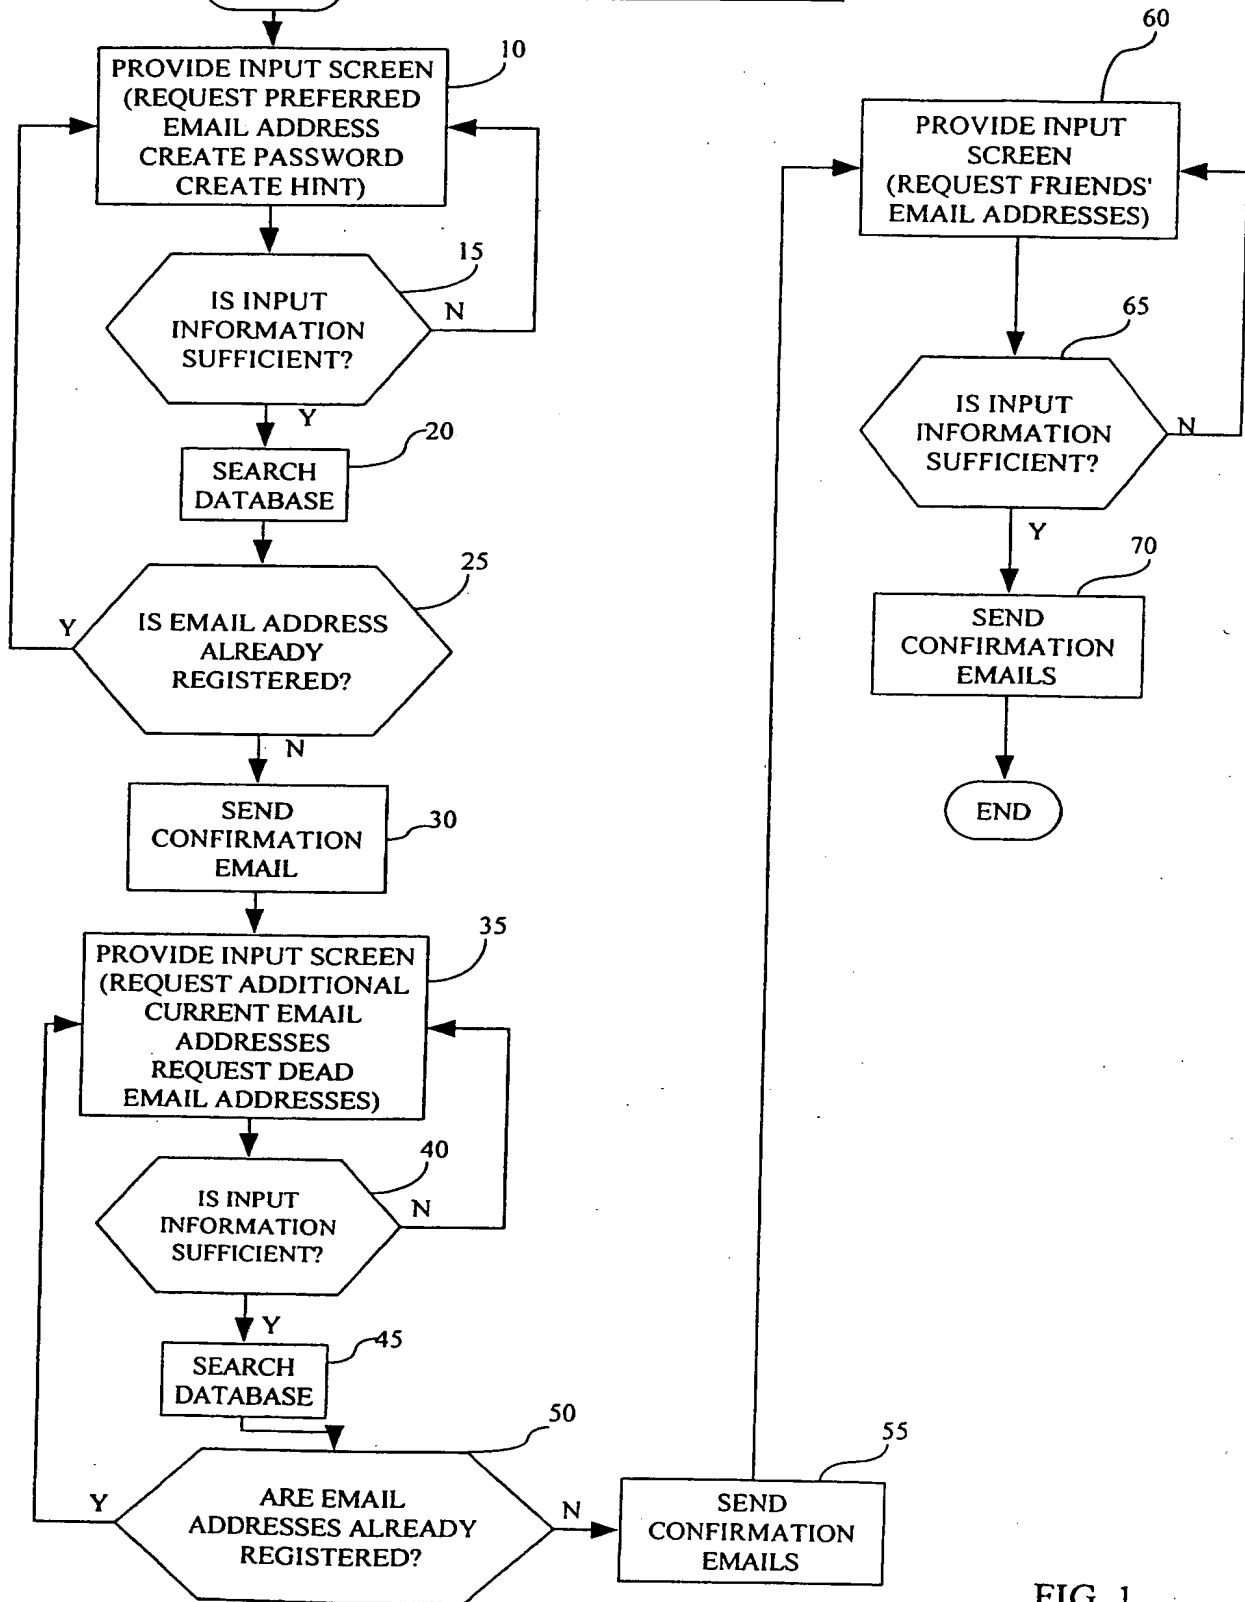 10
PROVIDE INPUT SCREEN
(REQUEST PREFERRED
EMAIL ADDRESS
CREATE PASSWORD
CREATE HINT)
15
IS INPUT
INFORMATION
SUFFICIENT?
N
Y
20
SEARCH
DATABASE
25
IS EMAIL ADDRESS
ALREADY
REGISTERED?
Y
N
30
SEND
CONFIRMATION
EMAIL
35
PROVIDE INPUT SCREEN
(REQUEST ADDITIONAL
CURRENT EMAIL
ADDRESSES
REQUEST DEAD
EMAIL ADDRESSES)
40
IS INPUT
INFORMATION
SUFFICIENT?
N
Y
45
SEARCH
DATABASE
50
ARE EMAIL
ADDRESSES ALREADY
REGISTERED?
Y
N
55
SEND
CONFIRMATION
EMAILS
60
PROVIDE INPUT
SCREEN
(REQUEST FRIENDS'
EMAIL ADDRESSES)
65
IS INPUT
INFORMATION
SUFFICIENT?
N
Y
70
SEND
CONFIRMATION
EMAILS
END
FIG. 1